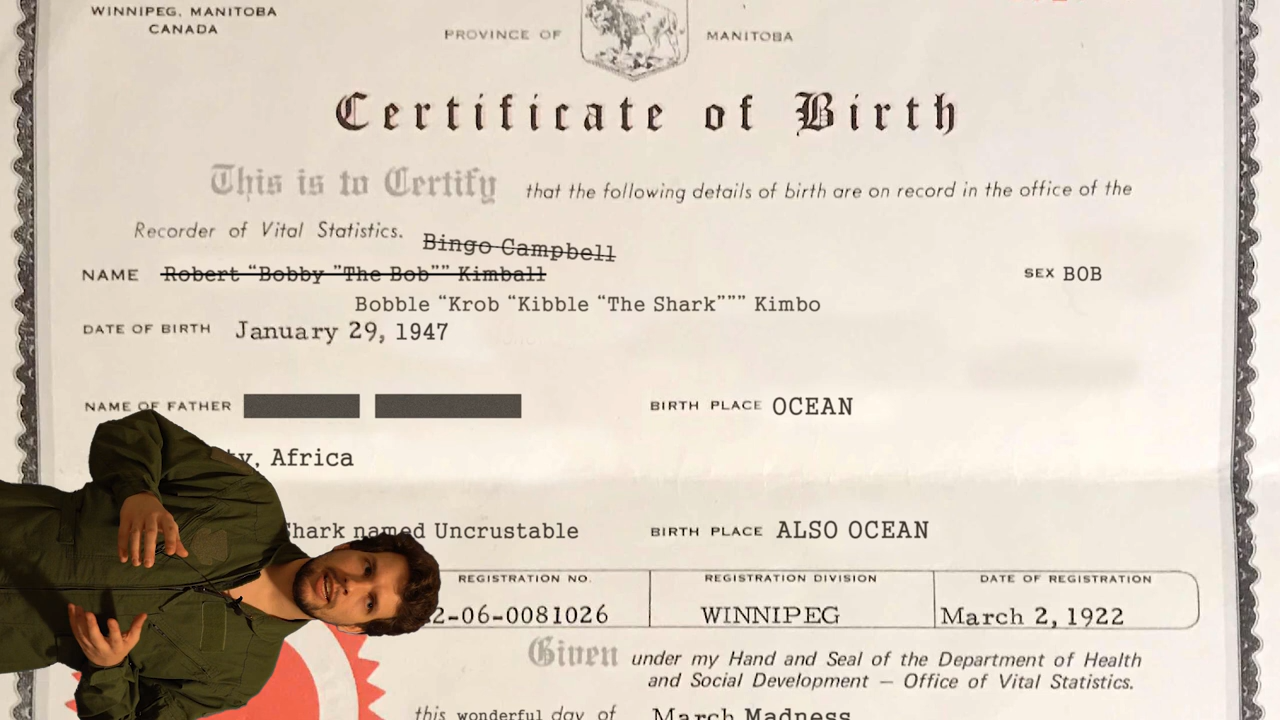 WINNIPEG, MANITOBA
CANADA
PROVINCE OF MANITOBA
Certificate of Birth
This is to Certify that the following details of birth are on record in the office of the
Recorder of Vital Statistics.
Bingo Campbell
NAME Robert “Bobby ”The Bob”” Kimball SEX BOB
Bobble “Krob “Kibble “The Shark””” Kimbo
DATE OF BIRTH January 29, 1947
NAME OF FATHER BIRTH PLACE OCEAN
Africa
Shark named Uncrustable BIRTH PLACE ALSO OCEAN
REGISTRATION NO. REGISTRATION DIVISION DATE OF REGISTRATION
2-06-0081026 WINNIPEG March 2, 1922
Given under my Hand and Seal of the Department of Health
and Social Development — Office of Vital Statistics.
this wonderful day of March Madness